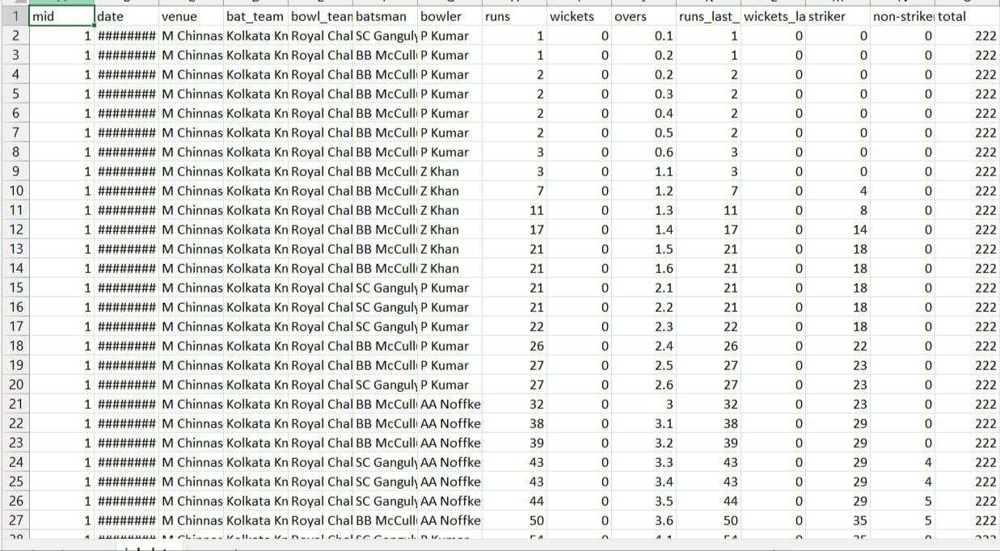 1 mid date venue bat_team bowl_tean batsman bowler runs wickets overs runs_last_ wickets_la striker non-strike total
2 1 ######## M Chinnas Kolkata Kn Royal Chal SC Ganguly P Kumar 1 0 0.1 1 0 0 0 222
3 1 ######## M Chinnas Kolkata Kn Royal Chal BB McCull P Kumar 1 0 0.2 1 0 0 0 222
4 1 ######## M Chinnas Kolkata Kn Royal Chal BB McCull P Kumar 2 0 0.2 2 0 0 0 222
5 1 ######## M Chinnas Kolkata Kn Royal Chal BB McCull P Kumar 2 0 0.3 2 0 0 0 222
6 1 ######## M Chinnas Kolkata Kn Royal Chal BB McCull P Kumar 2 0 0.4 2 0 0 0 222
7 1 ######## M Chinnas Kolkata Kn Royal Chal BB McCull P Kumar 2 0 0.5 2 0 0 0 222
8 1 ######## M Chinnas Kolkata Kn Royal Chal BB McCull P Kumar 3 0 0.6 3 0 0 0 222
9 1 ######## M Chinnas Kolkata Kn Royal Chal BB McCull Z Khan 3 0 1.1 3 0 0 0 222
10 1 ######## M Chinnas Kolkata Kn Royal Chal BB McCull Z Khan 7 0 1.2 7 0 4 0 222
11 1 ######## M Chinnas Kolkata Kn Royal Chal BB McCull Z Khan 11 0 1.3 11 0 8 0 222
12 1 ######## M Chinnas Kolkata Kn Royal Chal BB McCull Z Khan 17 0 1.4 17 0 14 0 222
13 1 ######## M Chinnas Kolkata Kn Royal Chal BB McCull Z Khan 21 0 1.5 21 0 18 0 222
14 1 ######## M Chinnas Kolkata Kn Royal Chal BB McCull Z Khan 21 0 1.6 21 0 18 0 222
15 1 ######## M Chinnas Kolkata Kn Royal Chal SC Ganguly P Kumar 21 0 2.1 21 0 18 0 222
16 1 ######## M Chinnas Kolkata Kn Royal Chal SC Ganguly P Kumar 21 0 2.2 21 0 18 0 222
17 1 ######## M Chinnas Kolkata Kn Royal Chal SC Ganguly P Kumar 22 0 2.3 22 0 18 0 222
18 1 ######## M Chinnas Kolkata Kn Royal Chal BB McCull P Kumar 26 0 2.4 26 0 22 0 222
19 1 ######## M Chinnas Kolkata Kn Royal Chal BB McCull P Kumar 27 0 2.5 27 0 23 0 222
20 1 ######## M Chinnas Kolkata Kn Royal Chal SC Ganguly P Kumar 27 0 2.6 27 0 23 0 222
21 1 ######## M Chinnas Kolkata Kn Royal Chal BB McCull AA Noffke 32 0 3 32 0 23 0 222
22 1 ######## M Chinnas Kolkata Kn Royal Chal BB McCull AA Noffke 38 0 3.1 38 0 29 0 222
23 1 ######## M Chinnas Kolkata Kn Royal Chal BB McCull AA Noffke 39 0 3.2 39 0 29 0 222
24 1 ######## M Chinnas Kolkata Kn Royal Chal SC Ganguly AA Noffke 43 0 3.3 43 0 29 4 222
25 1 ######## M Chinnas Kolkata Kn Royal Chal SC Ganguly AA Noffke 43 0 3.4 43 0 29 4 222
26 1 ######## M Chinnas Kolkata Kn Royal Chal SC Ganguly AA Noffke 44 0 3.5 44 0 29 5 222
27 1 ######## M Chinnas Kolkata Kn Royal Chal BB McCull AA Noffke 50 0 3.6 50 0 35 5 222